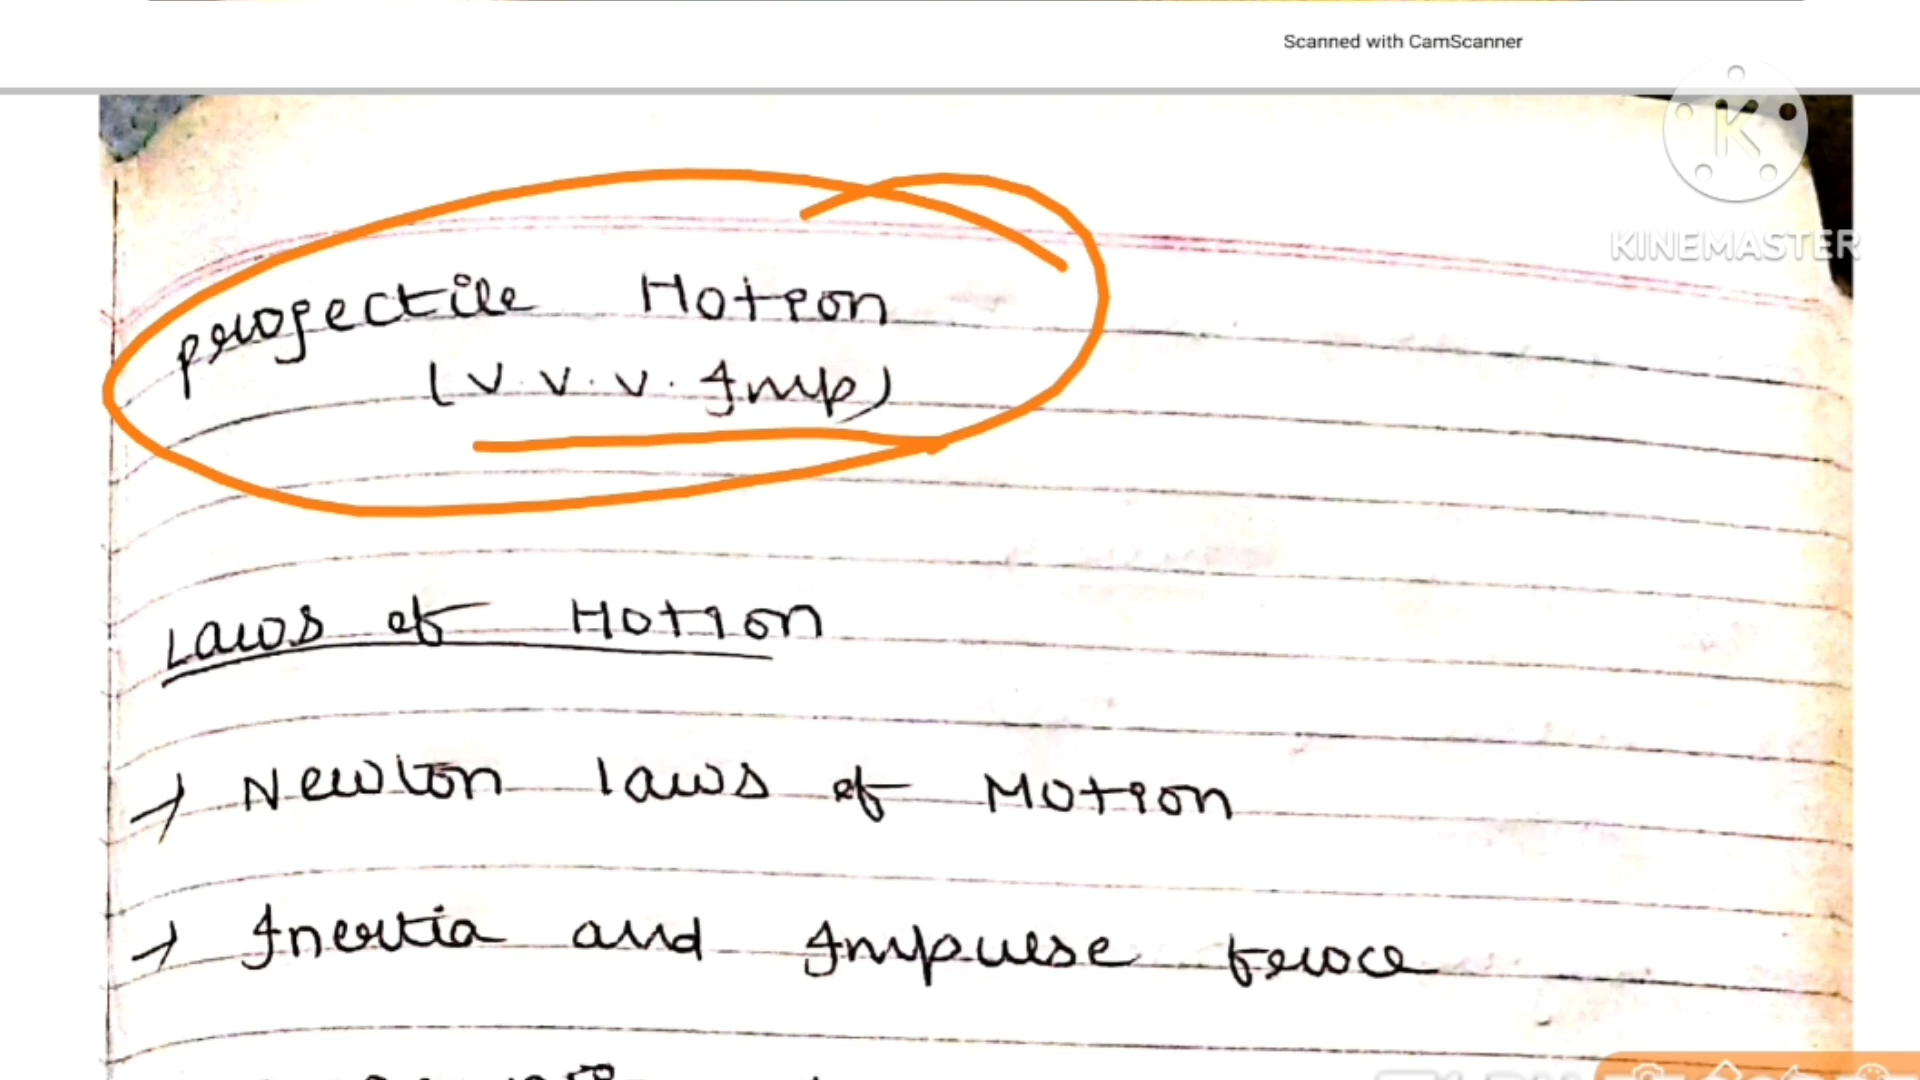 Scanned with CamScanner
KINEMASTER
projectile Motion
(V.V.V. Imp)
Laws of Motion
→ Newton laws of Motion
→ Inertia and Impulse force